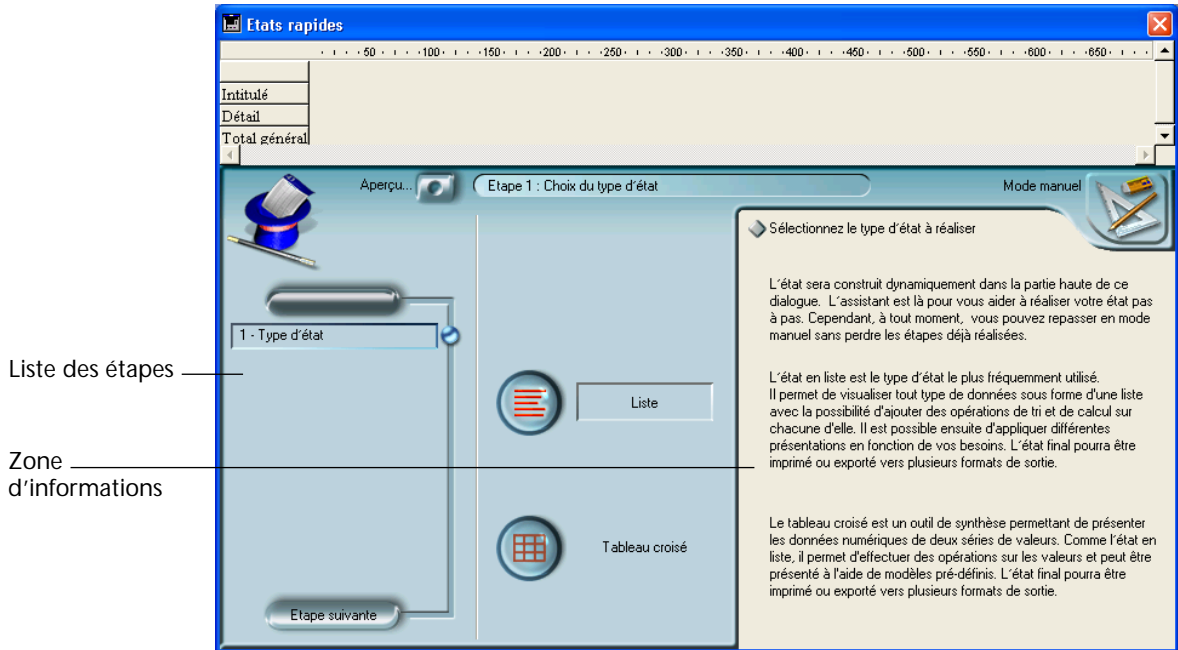 Etats rapides
50 100 150 200 250 300 350 400 450 500 550 600 650
Intitulé
Détail
Total général
Aperçu...
Etape 1 : Choix du type d'état
Mode manuel
Sélectionnez le type d'état à réaliser
L'état sera construit dynamiquement dans la partie haute de ce
dialogue. L'assistant est là pour vous aider à réaliser votre état pas
à pas. Cependant, à tout moment, vous pouvez repasser en mode
manuel sans perdre les étapes déjà réalisées.
1 - Type d'état
Liste des étapes
L'état en liste est le type d'état le plus fréquemment utilisé.
Il permet de visualiser tout type de données sous forme d'une liste
avec la possibilité d'ajouter des opérations de tri et de calcul sur
chacune d'elle. Il est possible ensuite d'appliquer différentes
présentations en fonction de vos besoins. L'état final pourra être
imprimé ou exporté vers plusieurs formats de sortie.
Liste
Zone
d'informations
Le tableau croisé est un outil de synthèse permettant de présenter
les données numériques de deux séries de valeurs. Comme l'état en
liste, il permet d'effectuer des opérations sur les valeurs et peut être
présenté à l'aide de modèles pré-définis. L'état final pourra être
imprimé ou exporté vers plusieurs formats de sortie.
Tableau croisé
Etape suivante